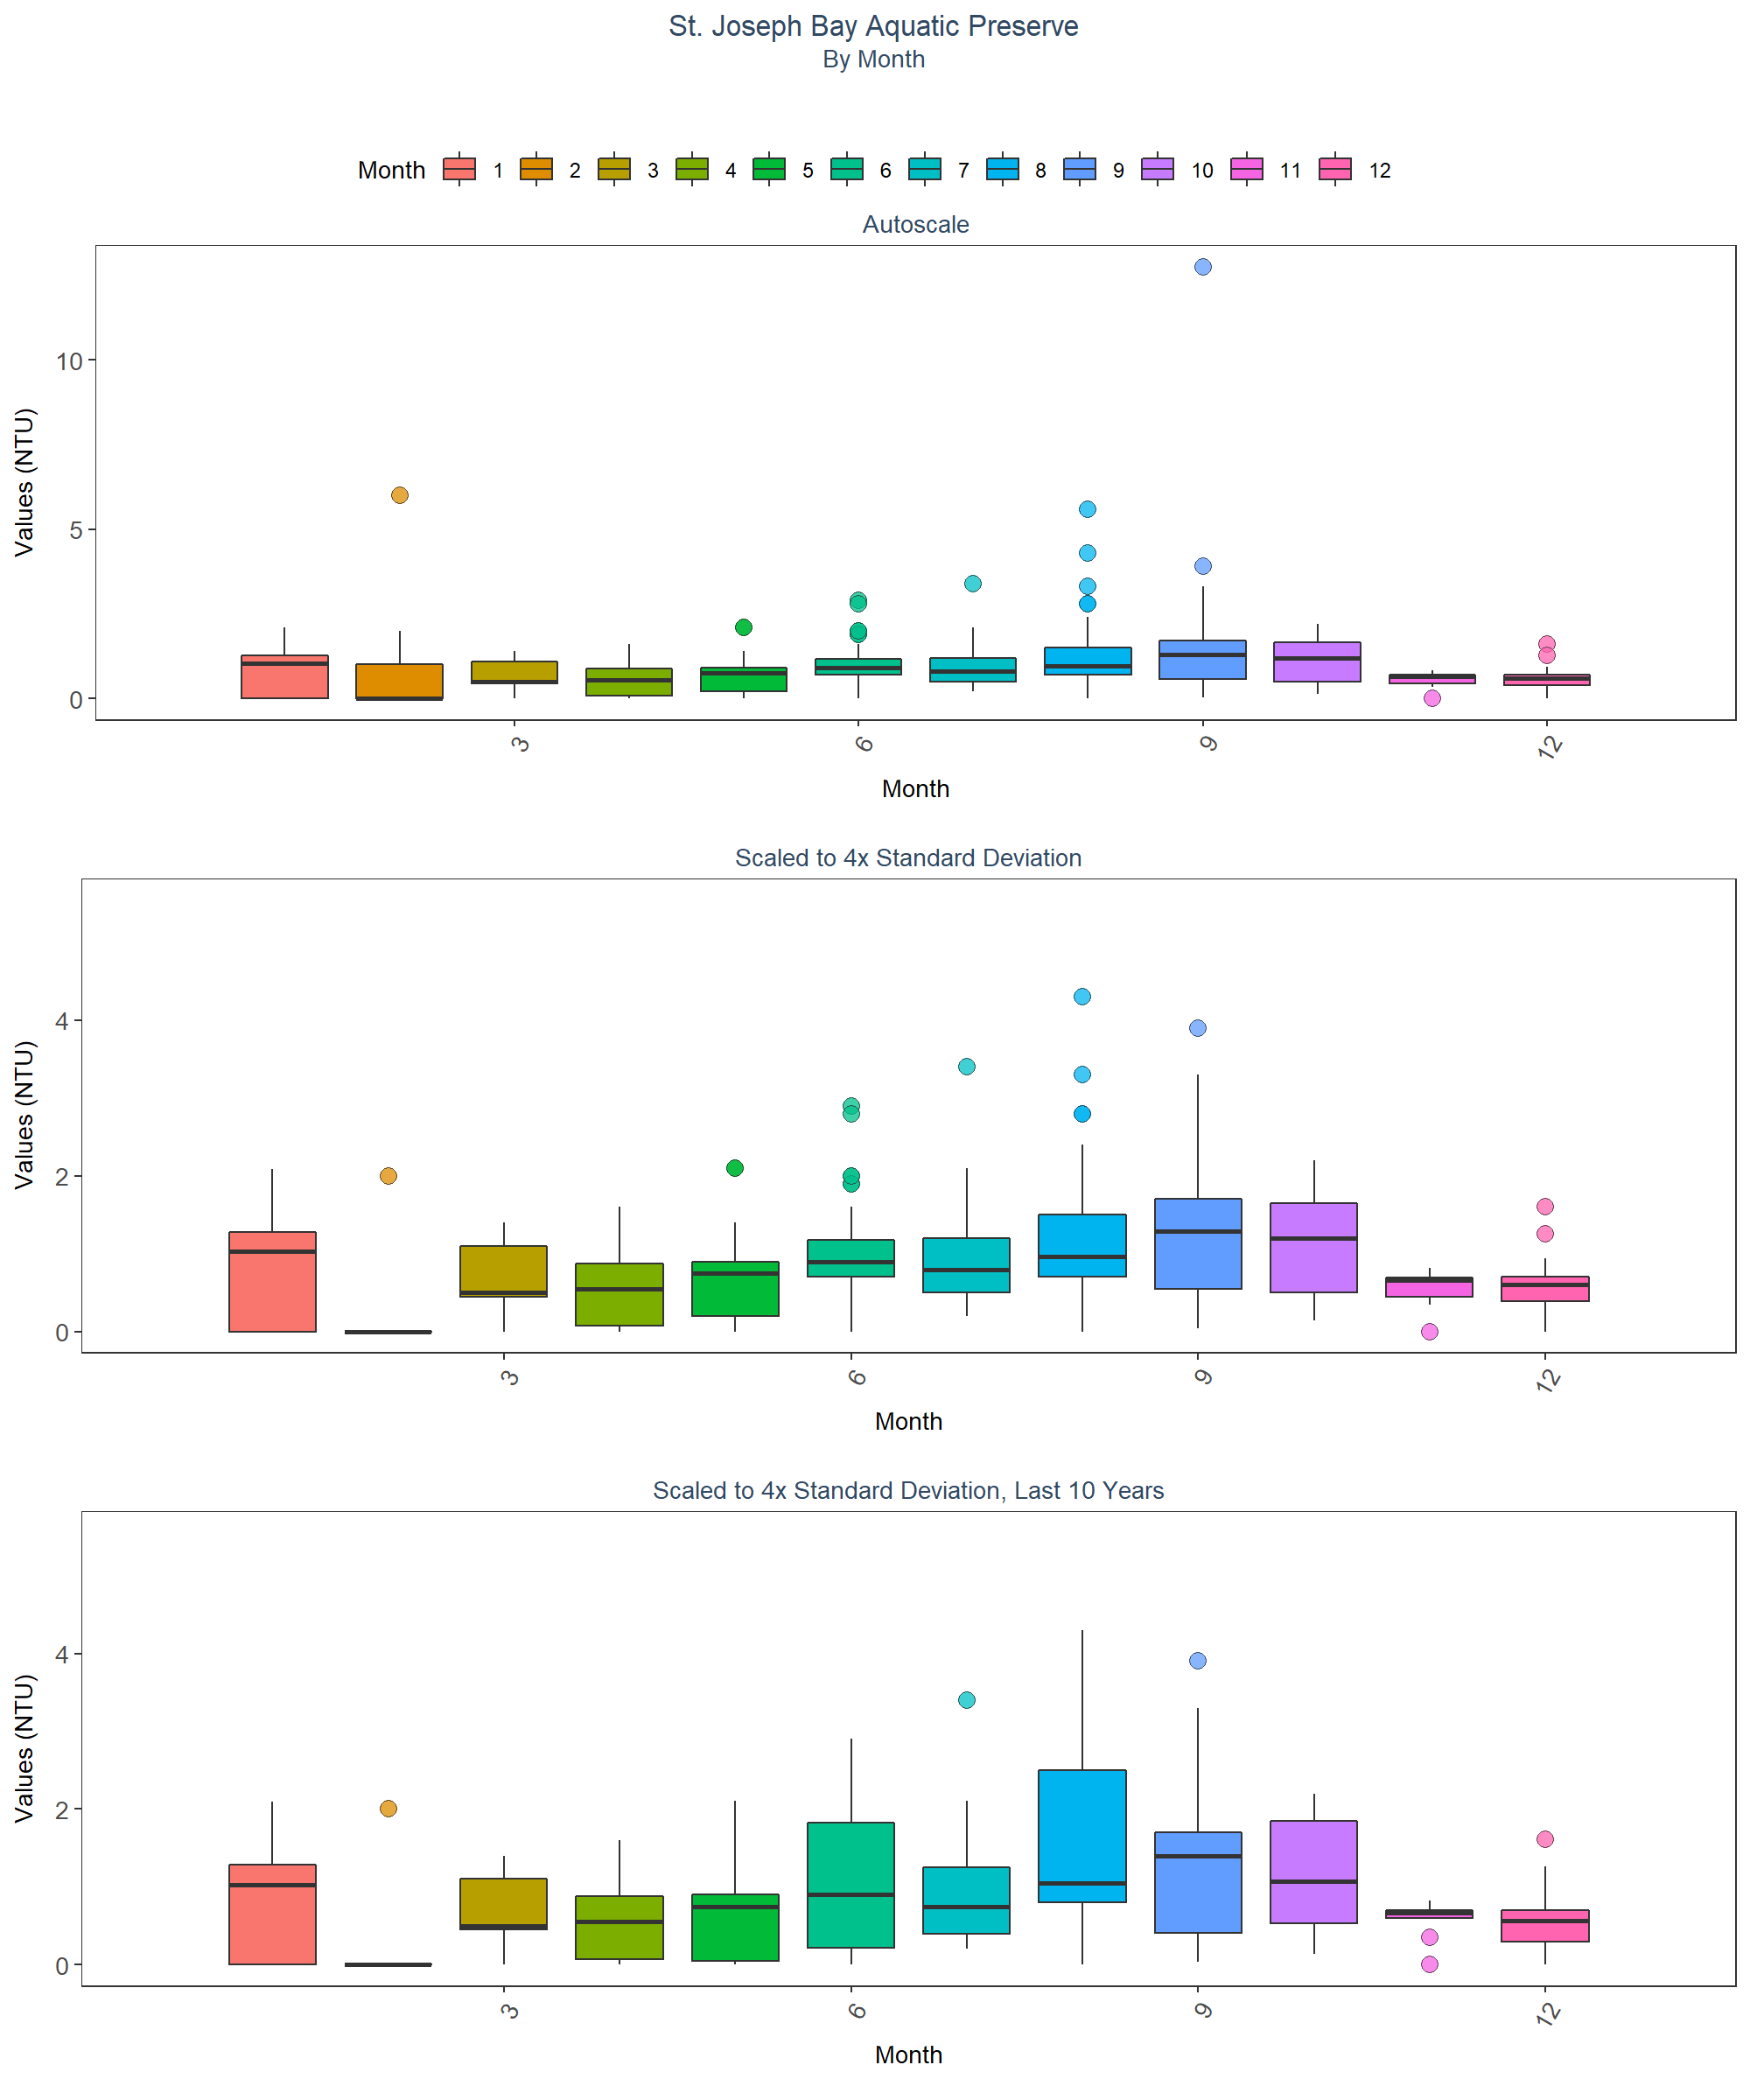 St. Joseph Bay Aquatic Preserve
By Month
Month 1 2 3 4 5 6 7 8 9 10 11 12
Autoscale
Values (NTU)
10
5
0
3 6 9 12
Month
Scaled to 4x Standard Deviation
Values (NTU)
4
2
0
3 6 9 12
Month
Scaled to 4x Standard Deviation, Last 10 Years
Values (NTU)
4
2
0
3 6 9 12
Month